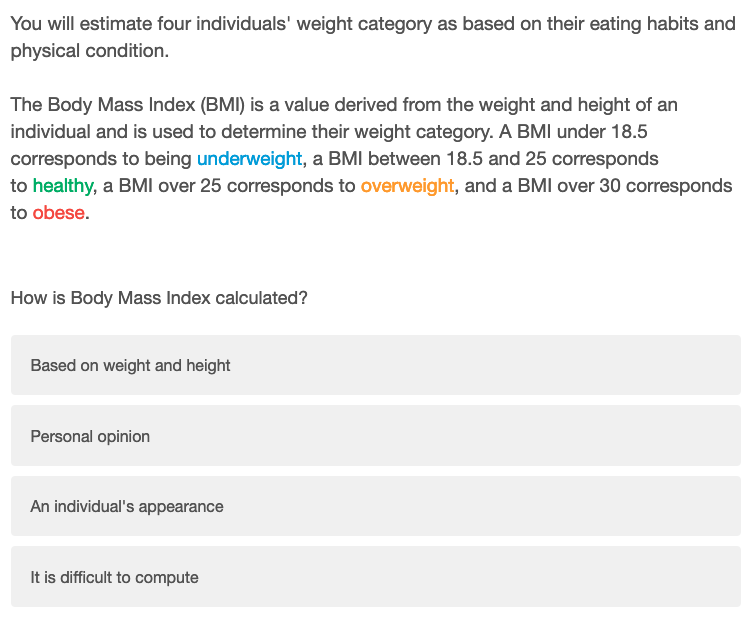 You will estimate four individuals' weight category as based on their eating habits and
physical condition.
The Body Mass Index (BMI) is a value derived from the weight and height of an
individual and is used to determine their weight category. A BMI under 18.5
corresponds to being underweight, a BMI between 18.5 and 25 corresponds
to healthy, a BMI over 25 corresponds to overweight, and a BMI over 30 corresponds
to obese.
How is Body Mass Index calculated?
Based on weight and height
Personal opinion
An individual's appearance
It is difficult to compute